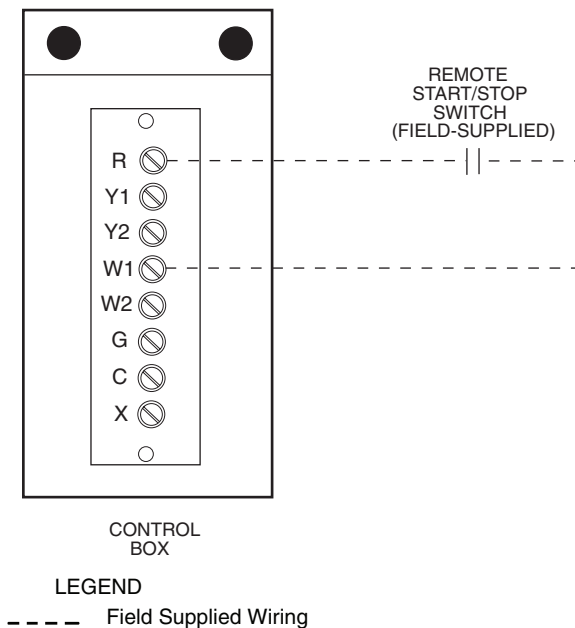 REMOTE
START/STOP
SWITCH
(FIELD-SUPPLIED)
R
Y1
Y2
W1
W2
G
C
X
CONTROL
BOX
LEGEND
Field Supplied Wiring